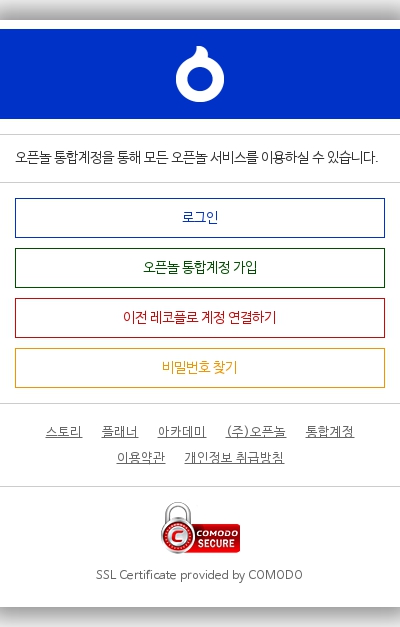 오픈놀 통합계정을 통해 모든 오픈놀 서비스를 이용하실 수 있습니다.
로그인
오픈놀 통합계정 가입
이전 레코플로 계정 연결하기
비밀번호 찾기
스토리 플래너 아카데미 (주)오픈놀 통합계정
이용약관 개인정보 취급방침
C COMODO
SECURE
SSL Certificate provided by COMODO